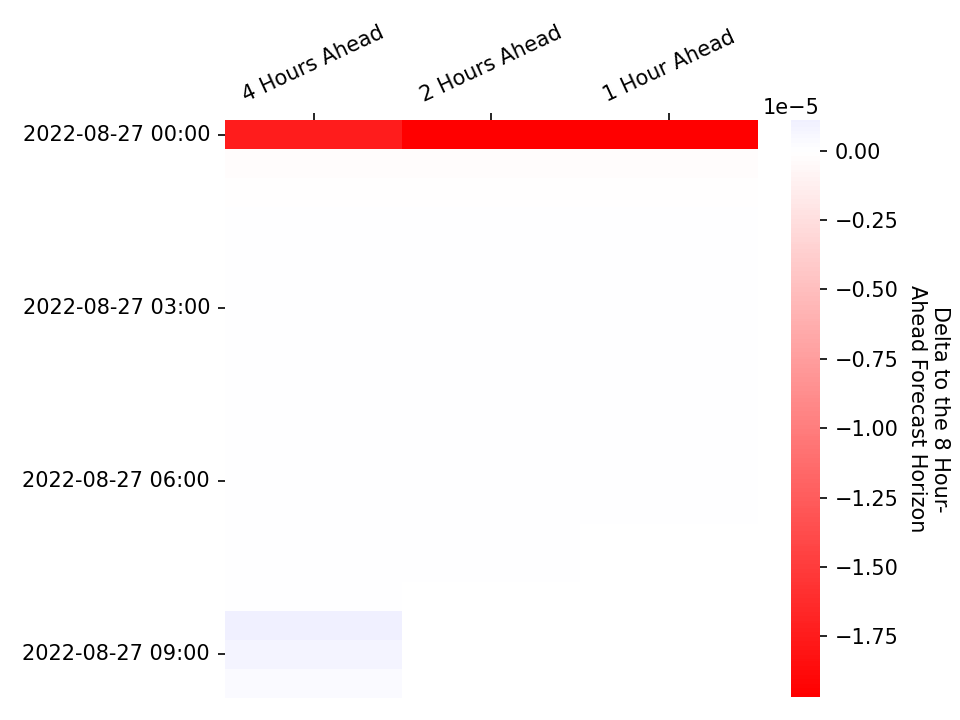 4 Hours Ahead
2 Hours Ahead
1 Hour Ahead
1e−5
2022-08-27 00:00
2022-08-27 03:00
2022-08-27 06:00
2022-08-27 09:00
0.00
−0.25
−0.50
−0.75
−1.00
−1.25
−1.50
−1.75
Delta to the 8 Hour-
Ahead Forecast Horizon